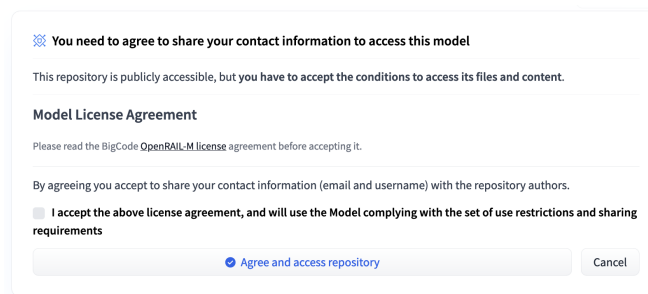 You need to agree to share your contact information to access this model
This repository is publicly accessible, but you have to accept the conditions to access its files and content.
Model License Agreement
Please read the BigCode OpenRAIL-M license agreement before accepting it.
By agreeing you accept to share your contact information (email and username) with the repository authors.
I accept the above license agreement, and will use the Model complying with the set of use restrictions and sharing
requirements
Agree and access repository
Cancel